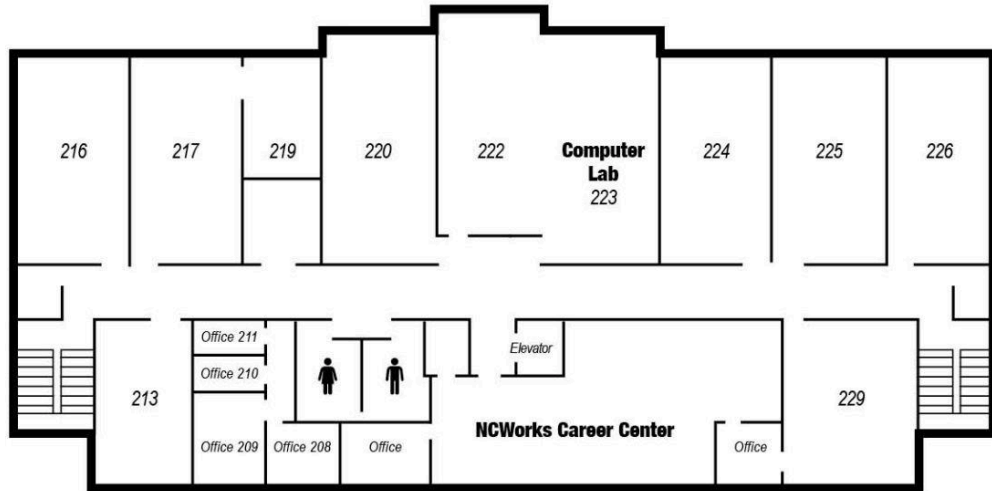 216
217
219
220
222
Computer
Lab
223
224
225
226
213
Office 211
Office 210
Office 209
Office 208
Office
Elevator
NCWorks Career Center
Office
229